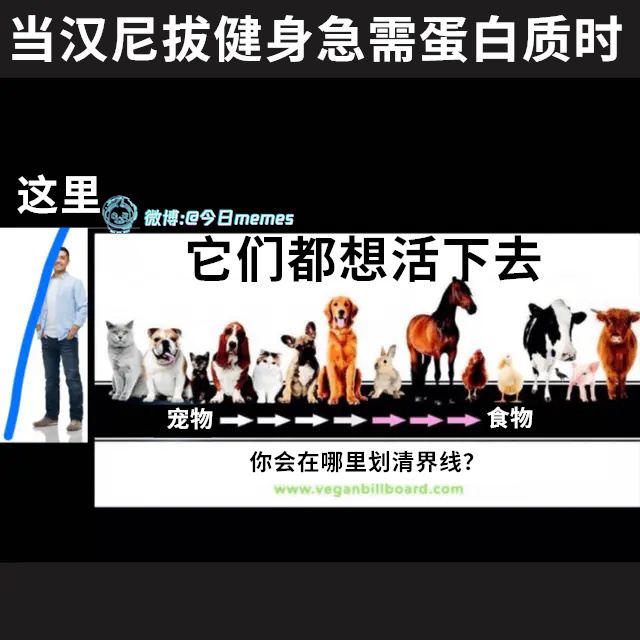 当汉尼拔健身急需蛋白质时
这里
微博:@今日memes
它们都想活下去
宠物 食物
你会在哪里划清界线?
www.veganbillboard.com